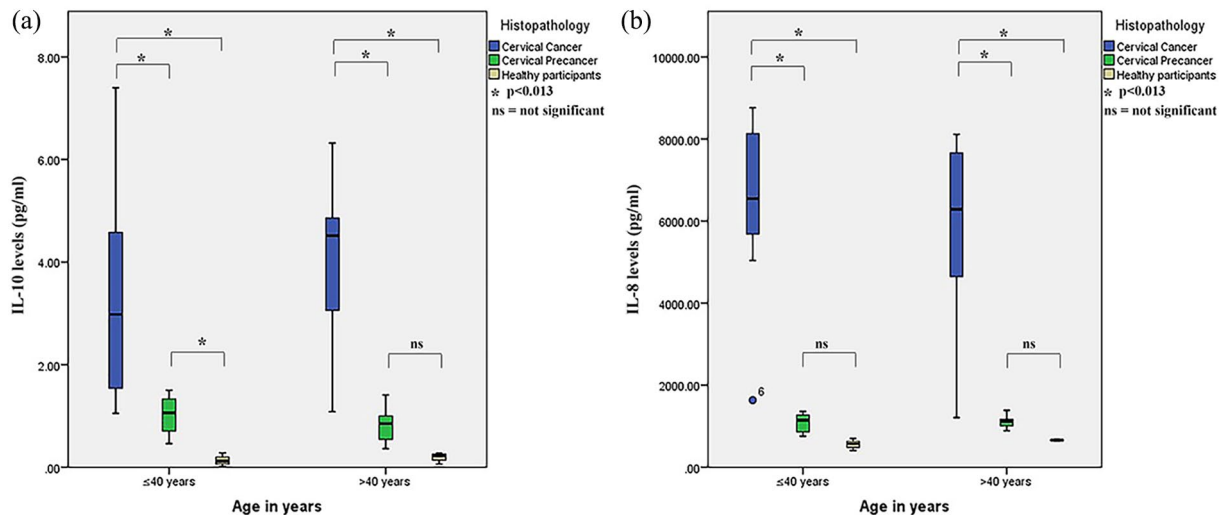 (a)
Histopathology
Cervical Cancer
Cervical Precancer
Healthy participants
* p<0.013
ns = not significant
IL-10 levels (pg/ml)
8.00
6.00
4.00
2.00
.00
*
*
*
*
*
ns
≤40 years
>40 years
Age in years
(b)
Histopathology
Cervical Cancer
Cervical Precancer
Healthy participants
* p<0.013
ns = not significant
IL-8 levels (pg/ml)
10000.00
8000.00
6000.00
4000.00
2000.00
.00
*
*
*
*
ns
ns
6
≤40 years
>40 years
Age in years